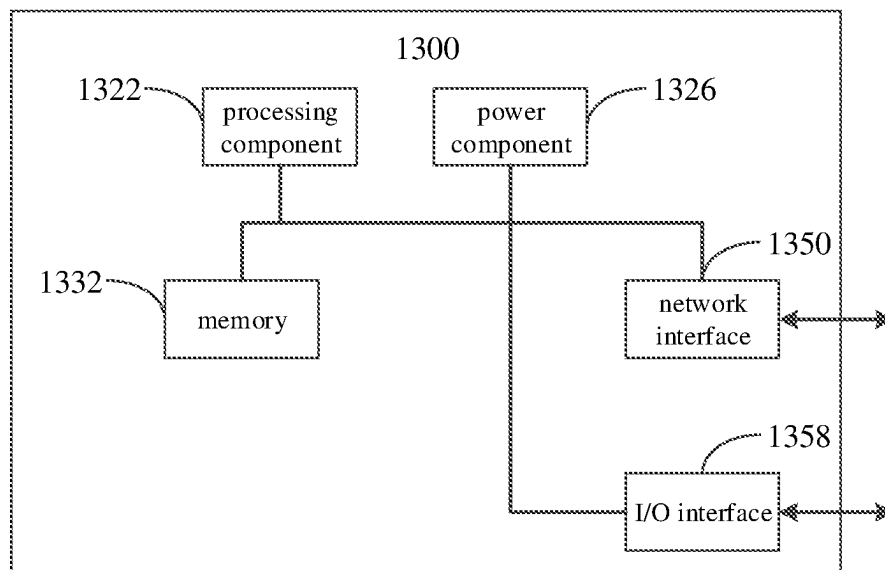 1300
1322
processing
component
power
component
1326
1350
1332
memory
network
interface
1358
I/O interface